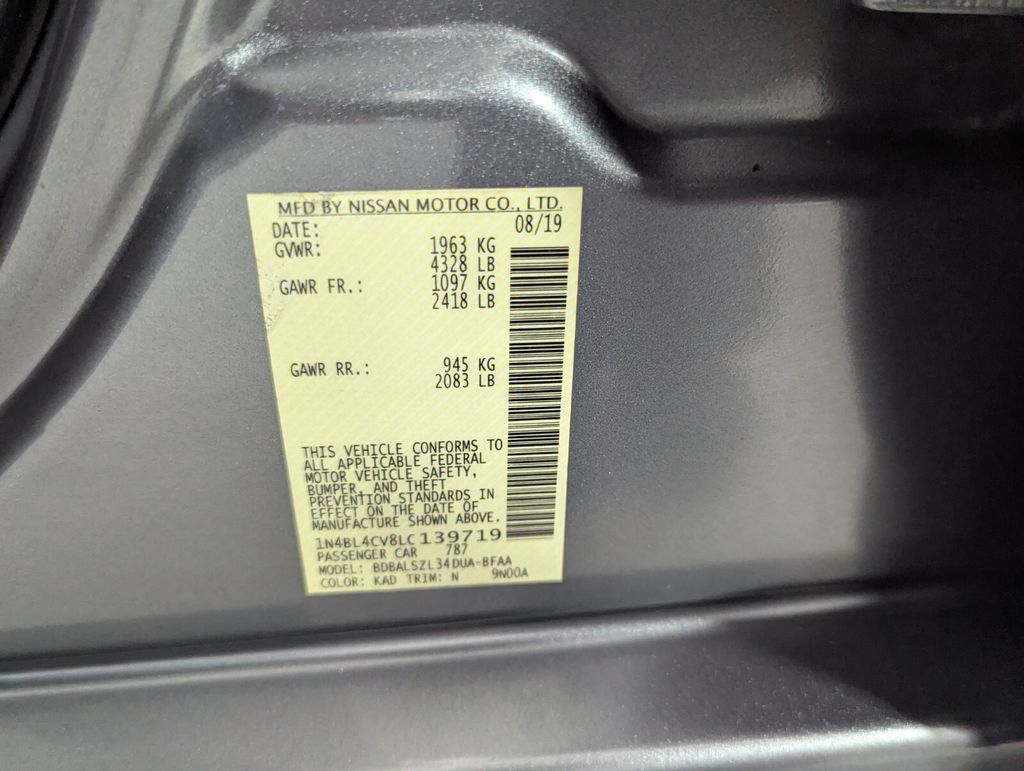 MFD BY NISSAN MOTOR CO., LTD.
DATE: 08/19
GVWR: 1963 KG
4328 LB
GAWR FR.: 1097 KG
2418 LB
GAWR RR.: 945 KG
2083 LB
THIS VEHICLE CONFORMS TO
ALL APPLICABLE FEDERAL
MOTOR VEHICLE SAFETY,
BUMPER, AND THEFT
PREVENTION STANDARDS IN
EFFECT ON THE DATE OF
MANUFACTURE SHOWN ABOVE.
1N4BL4CV8LC139719
PASSENGER CAR 787
MODEL: BDBALSZL34DUA-BFAA
COLOR: KAD TRIM: N 9N00A